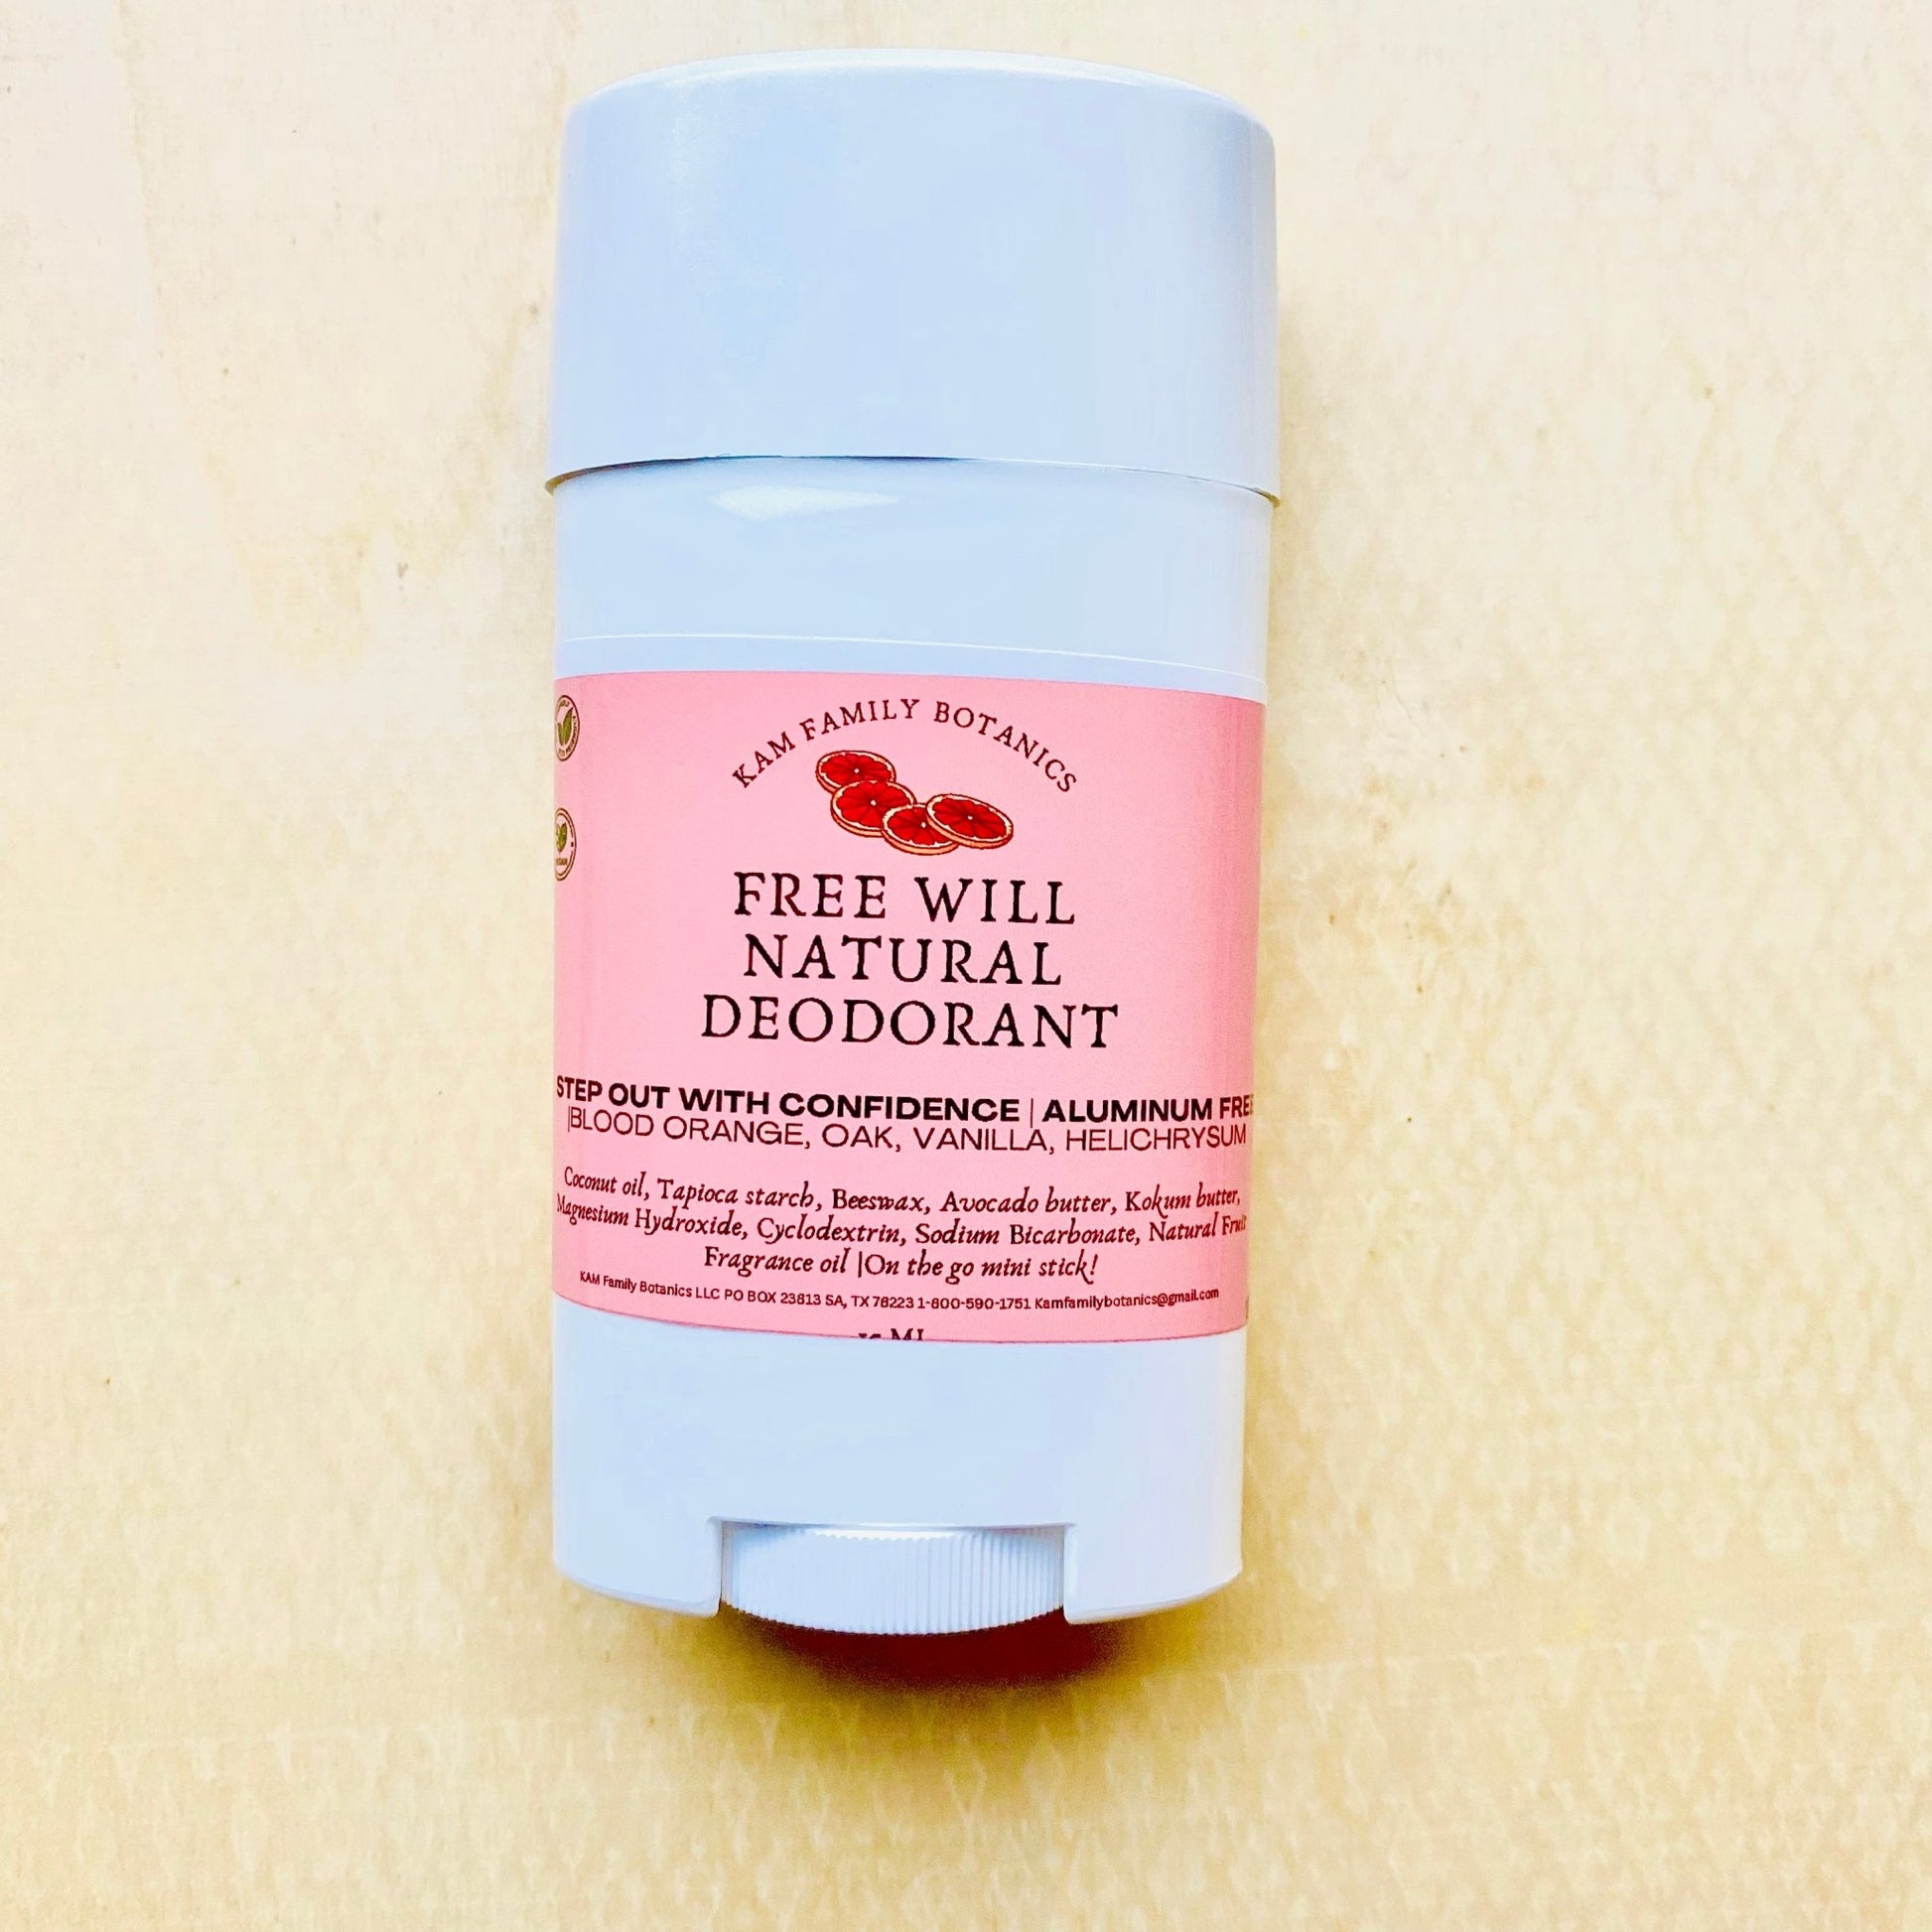 KAM FAMILY BOTANICS
FREE WILL
NATURAL
DEODORANT
STEP OUT WITH CONFIDENCE | ALUMINUM FREE
|BLOOD ORANGE, OAK, VANILLA, HELICHRYSUM
Coconut oil, Tapioca starch, Beeswax, Avocado butter, Kokum butter,
Magnesium Hydroxide, Cyclodextrin, Sodium Bicarbonate, Natural Fruit
Fragrance oil |On the go mini stick!
KAM Family Botanics LLC PO BOX 23813 SA, TX 78223 1-800-590-1751 Kamfamilybotanics@gmail.com
ML